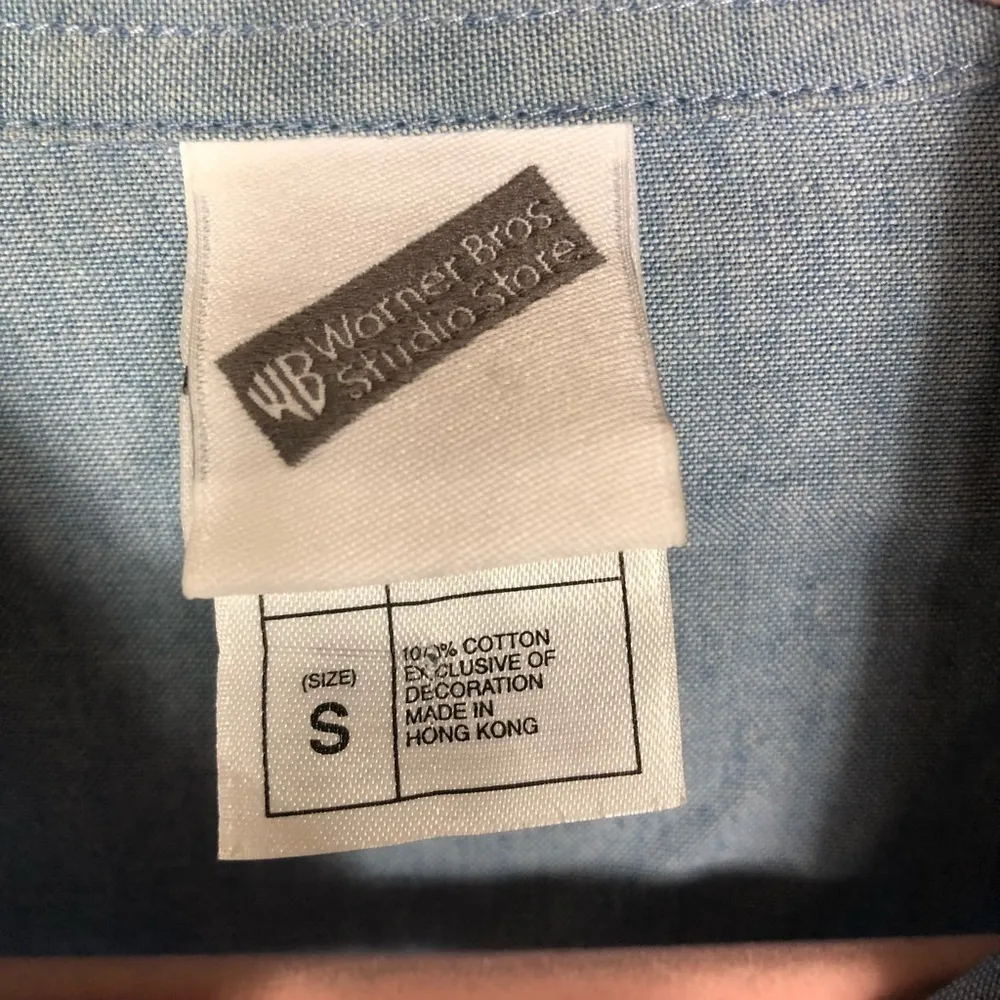 WB Warner Bros
Studio Store
(SIZE)
S
100% COTTON
EXCLUSIVE OF
DECORATION
MADE IN
HONG KONG